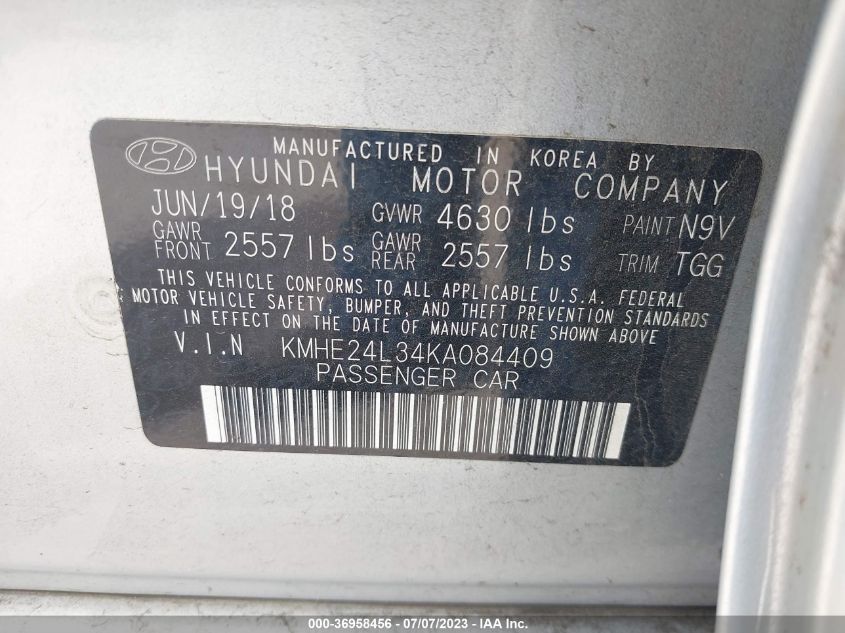 MANUFACTURED IN KOREA BY
HYUNDAI MOTOR COMPANY
JUN/19/18 GVWR 4630 lbs PAINT N9V
GAWR FRONT 2557 lbs GAWR REAR 2557 lbs TRIM TGG
THIS VEHICLE CONFORMS TO ALL APPLICABLE U.S.A. FEDERAL
MOTOR VEHICLE SAFETY, BUMPER, AND THEFT PREVENTION STANDARDS
IN EFFECT ON THE DATE OF MANUFACTURE SHOWN ABOVE
V.I.N KMHE24L34KA084409
PASSENGER CAR
000-36958456 - 07/07/2023 - IAA Inc.